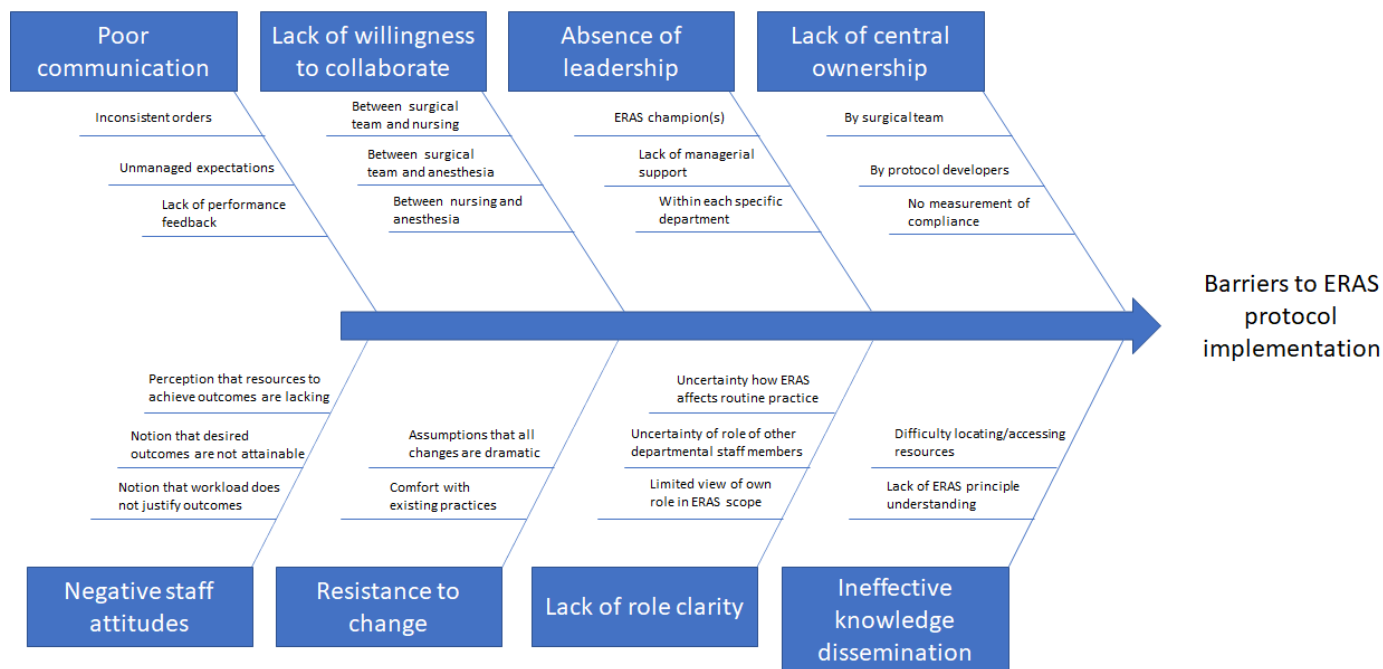 Poor
communication
Lack of willingness
to collaborate
Absence of
leadership
Lack of central
ownership
Inconsistent orders
Unmanaged expectations
Lack of performance
feedback
Between surgical
team and nursing
Between surgical
team and anesthesia
Between nursing and
anesthesia
ERAS champion(s)
Lack of managerial
support
Within each specific
department
By surgical team
By protocol developers
No measurement of
compliance
Barriers to ERAS
protocol
implementation
Perception that resources to
achieve outcomes are lacking
Notion that desired
outcomes are not attainable
Notion that workload does
not justify outcomes
Assumptions that all
changes are dramatic
Comfort with
existing practices
Uncertainty how ERAS
affects routine practice
Uncertainty of role of other
departmental staff members
Limited view of own
role in ERAS scope
Difficulty locating/accessing
resources
Lack of ERAS principle
understanding
Negative staff
attitudes
Resistance to
change
Lack of role clarity
Ineffective
knowledge
dissemination